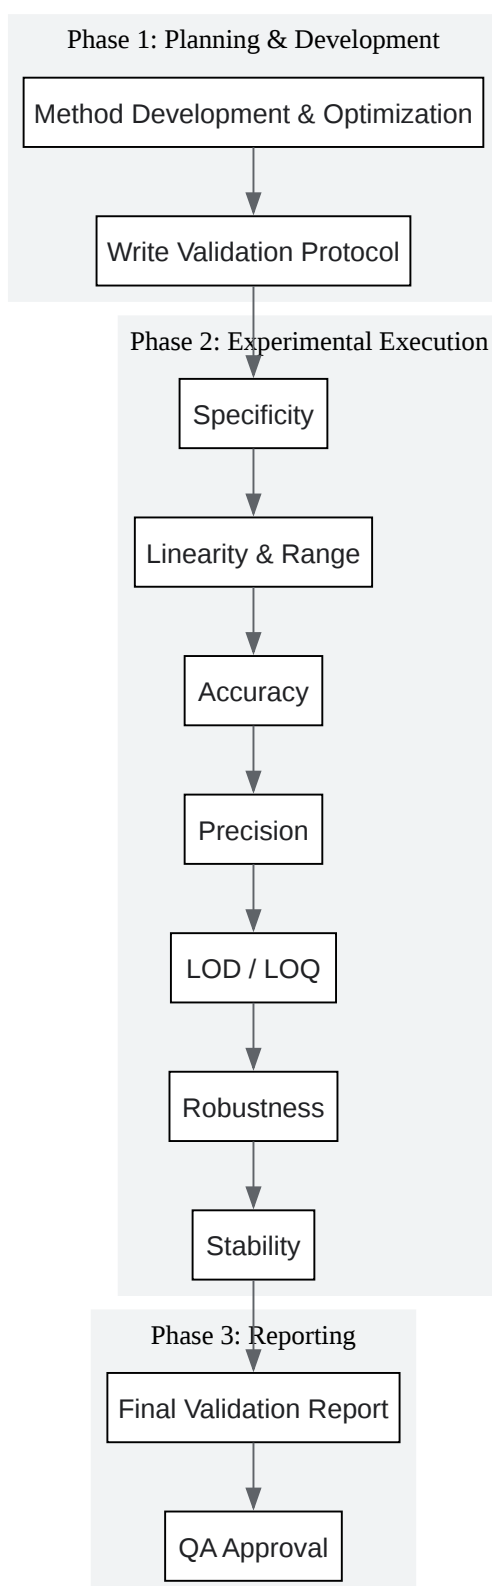 Phase 1: Planning & Development
Method Development & Optimization
Write Validation Protocol
Phase 2: Experimental Execution
Specificity
Linearity & Range
Accuracy
Precision
LOD / LOQ
Robustness
Stability
Phase 3: Reporting
Final Validation Report
QA Approval